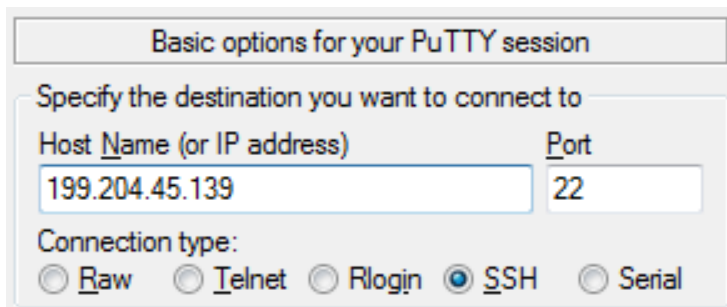 Basic options for your PuTTY session
Specify the destination you want to connect to
Host Name (or IP address) Port
199.204.45.139 22
Connection type:
Raw Telnet Rlogin SSH Serial